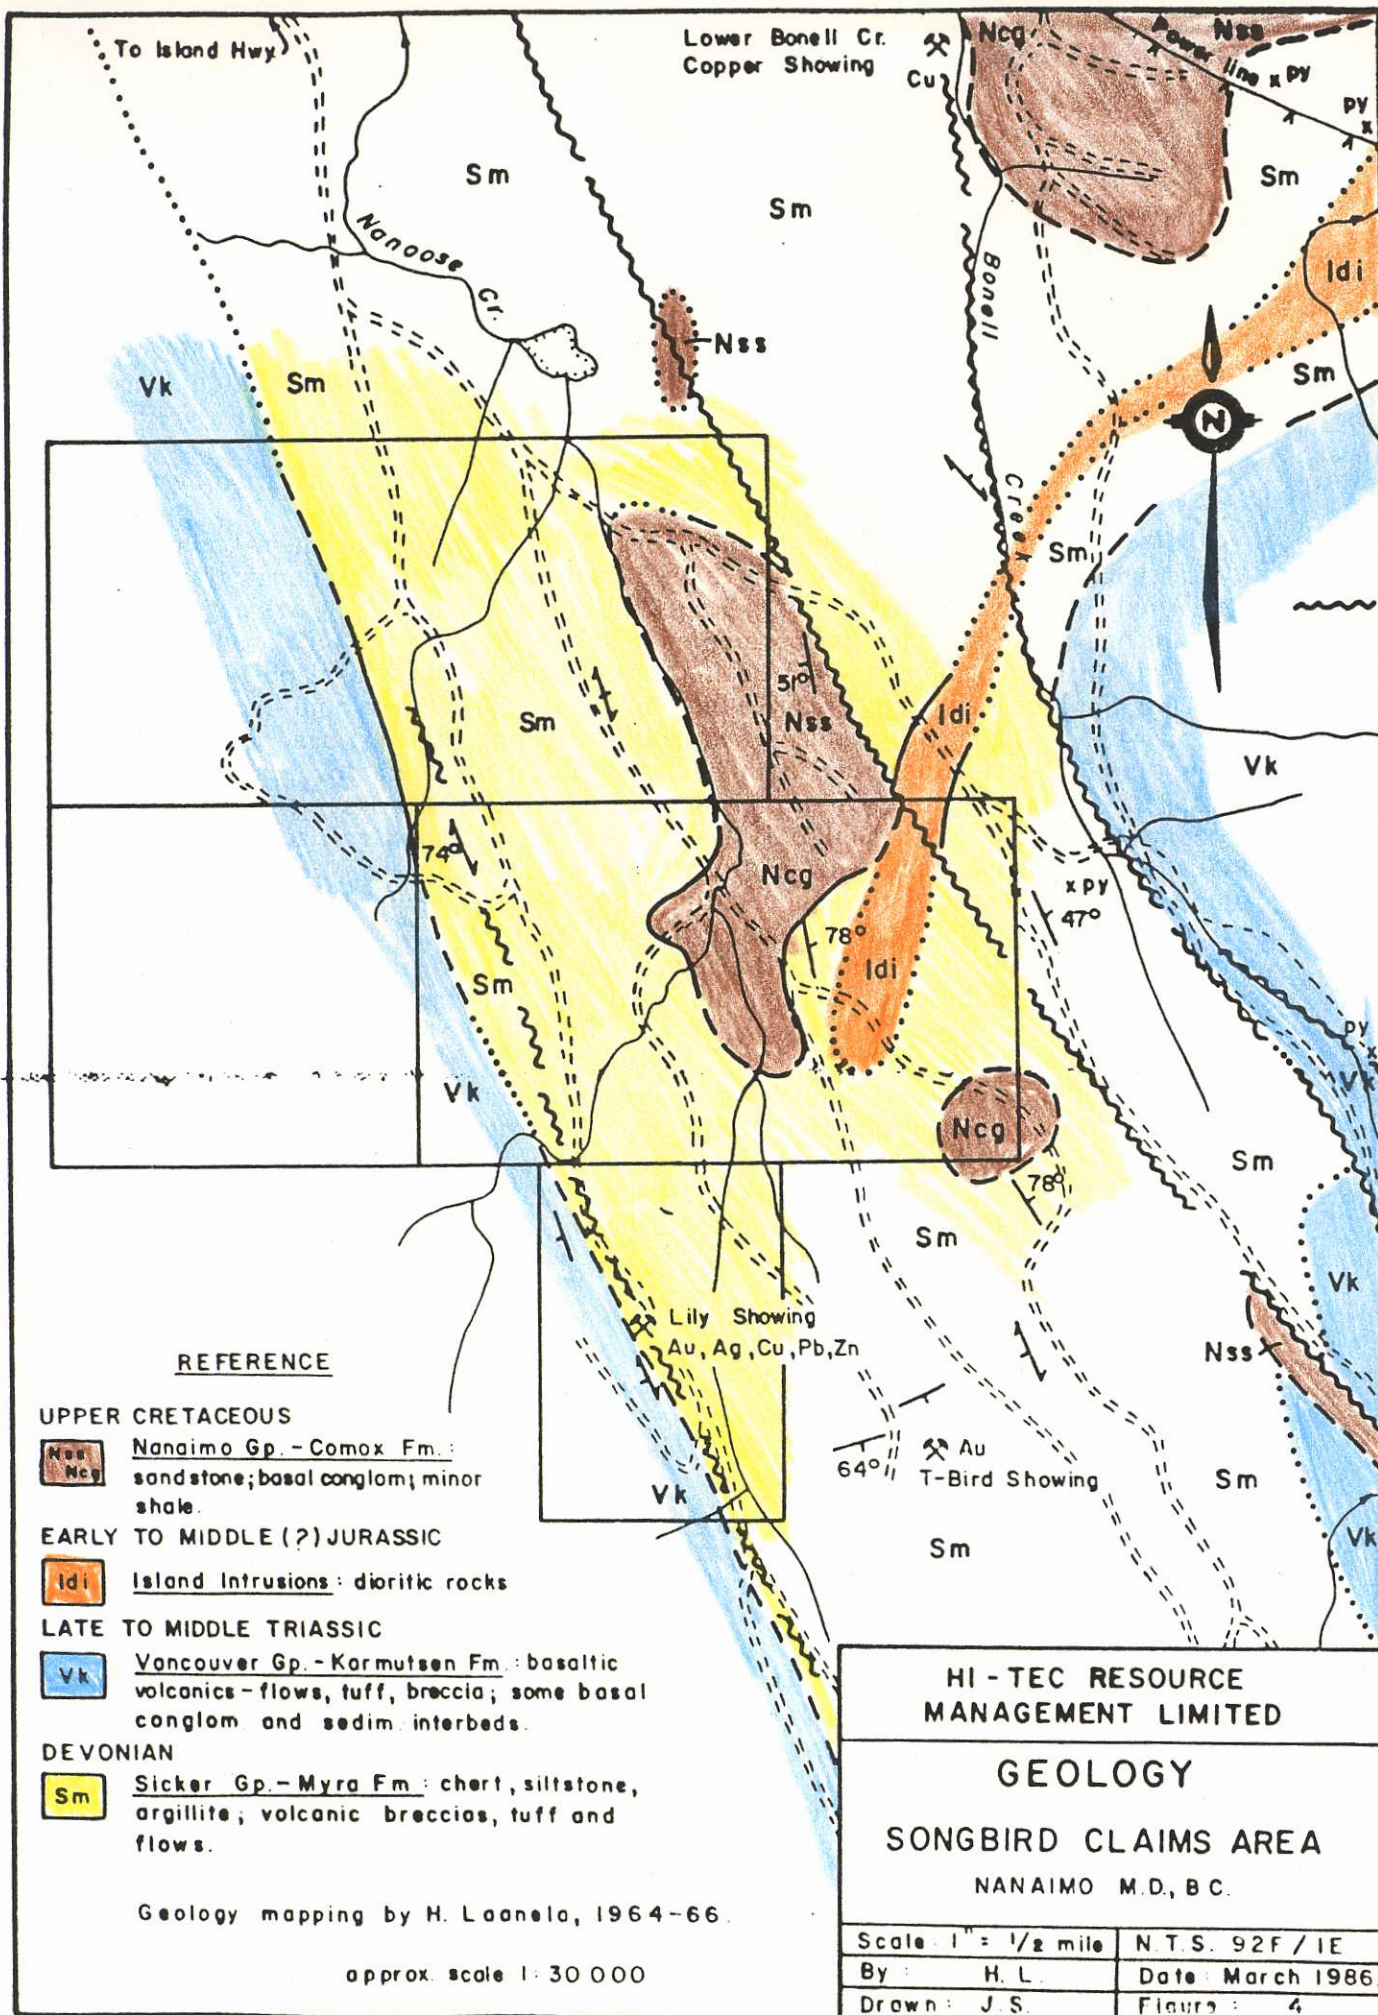 To Island Hwy
Lower Bonell Cr.
Copper Showing
Cu
Ncg
Nss
Power line
x py
py
x
Sm
Sm
Sm
Nanoose Cr.
Bonell Creek
Idi
Nss
Vk
Sm
Sm
N
Sm
51°
Nss
Sm
Idi
Vk
74°
Ncg
x py
47°
78°
Idi
Sm
py
x
Vk
Vk
Ncg
Sm
78°
Sm
Vk
Lily Showing
Au, Ag, Cu, Pb, Zn
Nss
Au
T-Bird Showing
64°
Sm
Vk
Sm
Vk
REFERENCE
UPPER CRETACEOUS
Nss
Ncg
Nanaimo Gp. - Comox Fm. :
sandstone; basal conglom; minor
shale.
EARLY TO MIDDLE (?) JURASSIC
Idi
Island Intrusions : dioritic rocks
LATE TO MIDDLE TRIASSIC
Vk
Vancouver Gp. - Karmutsen Fm. : basaltic
volcanics - flows, tuff, breccia; some basal
conglom and sedim. interbeds.
DEVONIAN
Sm
Sicker Gp. - Myra Fm : chert, siltstone,
argillite; volcanic breccias, tuff and
flows.
Geology mapping by H. Laanela, 1964-66.
approx. scale 1:30 000
HI-TEC RESOURCE
MANAGEMENT LIMITED
GEOLOGY
SONGBIRD CLAIMS AREA
NANAIMO M.D., B C.
Scale : 1" = 1/2 mile
N.T.S. 92F / 1E
By : H. L.
Date : March 1986
Drawn : J. S.
Figure : 4